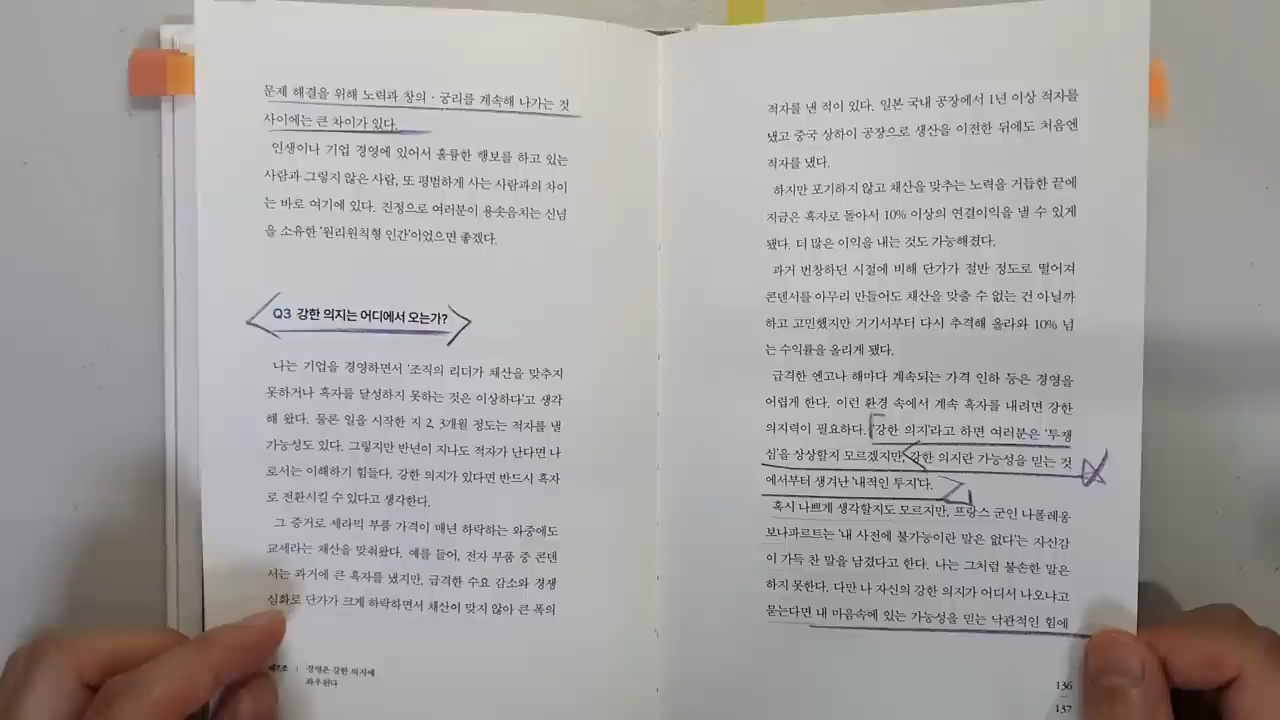 문제 해결을 위해 노력과 창의·궁리를 계속해 나가는 것
사이에는 큰 차이가 있다.
인생이나 기업 경영에 있어서 훌륭한 행보를 하고 있는
사람과 그렇지 않은 사람, 또 평범하게 사는 사람과의 차이
는 바로 여기에 있다. 진정으로 여러분이 용솟음치는 신념
을 소유한 '원리원칙형 인간'이었으면 좋겠다.
Q3 강한 의지는 어디에서 오는가?
나는 기업을 경영하면서 '조직의 리더가 채산을 맞추지
못하거나 흑자를 달성하지 못하는 것은 이상하다'고 생각
해 왔다. 물론 일을 시작한 지 2, 3개월 정도는 적자를 낼
가능성도 있다. 그렇지만 반년이 지나도 적자가 난다면 나
로서는 이해하기 힘들다. 강한 의지가 있다면 반드시 흑자
로 전환시킬 수 있다고 생각한다.
그 증거로 세라믹 부품 가격이 매년 하락하는 와중에도
교세라는 채산을 맞춰왔다. 예를 들어, 전자 부품 중 콘덴
서는 과거에 큰 흑자를 냈지만, 급격한 수요 감소와 경쟁
심화로 단가가 크게 하락하면서 채산이 맞지 않아 큰 폭의
제7조 | 경영은 강한 의지에
좌우된다
적자를 낸 적이 있다. 일본 국내 공장에서 1년 이상 적자를
냈고 중국 상하이 공장으로 생산을 이전한 뒤에도 처음엔
적자를 냈다.
하지만 포기하지 않고 채산을 맞추는 노력을 거듭한 끝에
지금은 흑자로 돌아서 10% 이상의 연결이익을 낼 수 있게
됐다. 더 많은 이익을 내는 것도 가능해졌다.
과거 번창하던 시절에 비해 단가가 절반 정도로 떨어져
콘덴서를 아무리 만들어도 채산을 맞출 수 없는 건 아닐까
하고 고민했지만 거기서부터 다시 추격해 올라와 10% 넘
는 수익률을 올리게 됐다.
급격한 엔고나 해마다 계속되는 가격 인하 등은 경영을
어렵게 한다. 이런 환경 속에서 계속 흑자를 내려면 강한
의지력이 필요하다. '강한 의지'라고 하면 여러분은 '투쟁
심'을 상상할지 모르겠지만, 강한 의지란 가능성을 믿는 것
에서부터 생겨난 '내적인 투지'다.
혹시 나쁘게 생각할지도 모르지만, 프랑스 군인 나폴레옹
보나파르트는 '내 사전에 불가능이란 말은 없다'는 자신감
이 가득 찬 말을 남겼다고 한다. 나는 그처럼 불손한 말은
하지 못한다. 다만 나 자신의 강한 의지가 어디서 나오냐고
묻는다면 내 마음속에 있는 가능성을 믿는 낙관적인 힘에
136
137